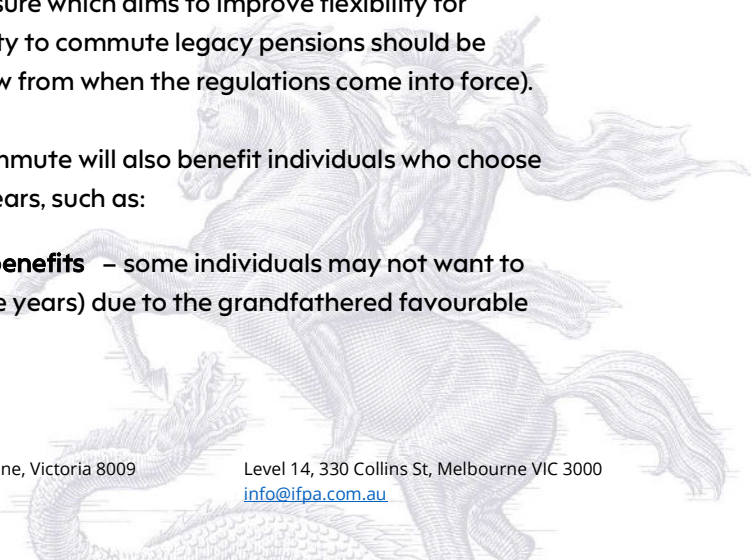 sure which aims to improve flexibility for
ty to commute legacy pensions should be
w from when the regulations come into force).
mmute will also benefit individuals who choose
ears, such as:
enefits – some individuals may not want to
e years) due to the grandfathered favourable
ne, Victoria 8009
Level 14, 330 Collins St, Melbourne VIC 3000
info@ifpa.com.au